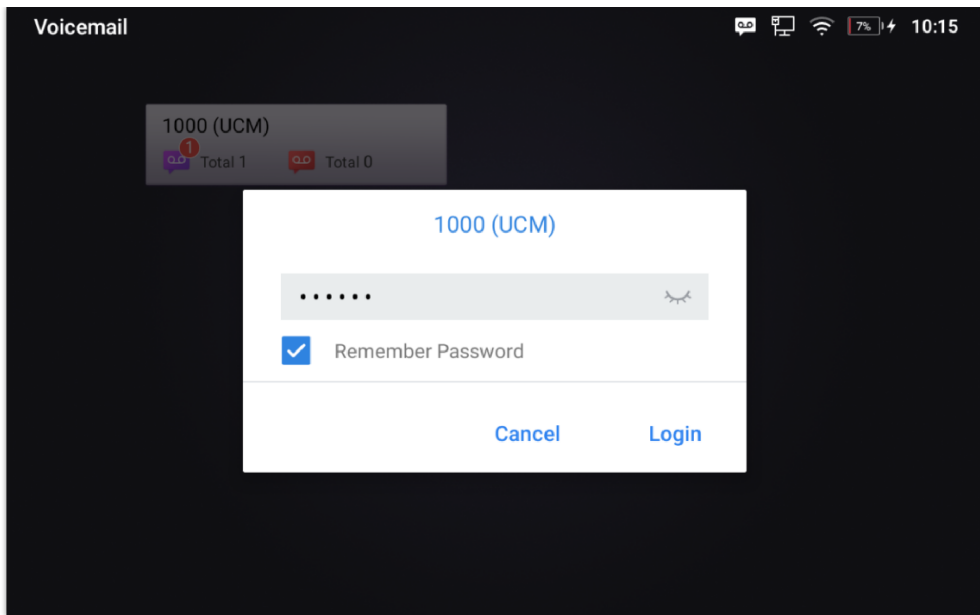 Voicemail 7% 10:15
1000 (UCM)
1
Total 1 Total 0
1000 (UCM)
••••••
Remember Password
Cancel Login